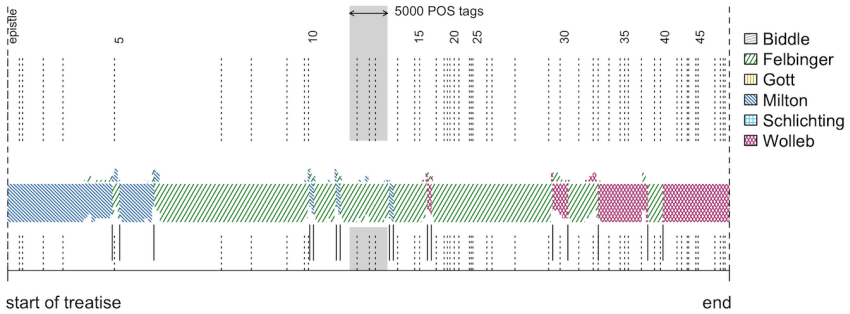 epistle
5000 POS tags
5
10
15
20
25
30
35
40
45
Biddle
Felbinger
Gott
Milton
Schlichting
Wolleb
start of treatise
end